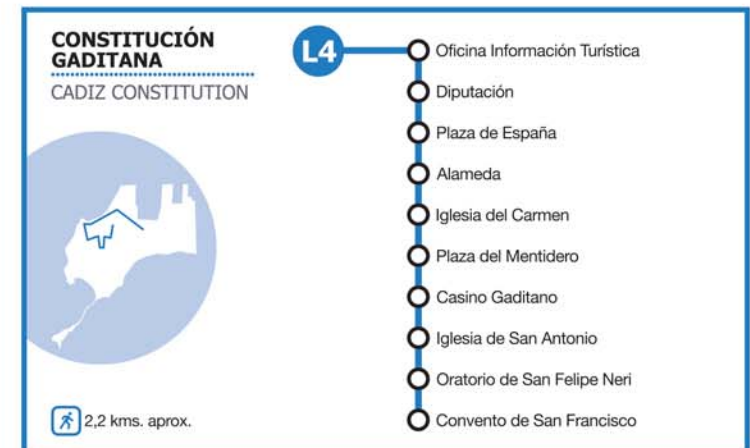 CONSTITUCIÓN
GADITANA
CADIZ CONSTITUTION
L4
Oficina Información Turística
Diputación
Plaza de España
Alameda
Iglesia del Carmen
Plaza del Mentidero
Casino Gaditano
Iglesia de San Antonio
Oratorio de San Felipe Neri
Convento de San Francisco
2,2 kms. aprox.